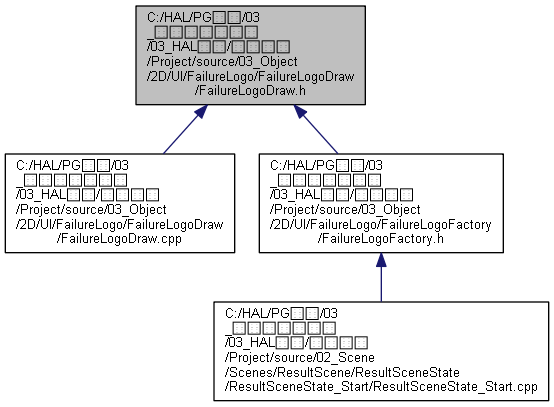 C:/HAL/PG□□/03
_□□□□□□□
/03_HAL□□/□□□□
/Project/source/03_Object
/2D/UI/FailureLogo/FailureLogoDraw
/FailureLogoDraw.h
C:/HAL/PG□□/03
_□□□□□□□
/03_HAL□□/□□□□
/Project/source/03_Object
/2D/UI/FailureLogo/FailureLogoDraw
/FailureLogoDraw.cpp
C:/HAL/PG□□/03
_□□□□□□□
/03_HAL□□/□□□□
/Project/source/03_Object
/2D/UI/FailureLogo/FailureLogoFactory
/FailureLogoFactory.h
C:/HAL/PG□□/03
_□□□□□□□
/03_HAL□□/□□□□
/Project/source/02_Scene
/Scenes/ResultScene/ResultSceneState
/ResultSceneState_Start/ResultSceneState_Start.cpp